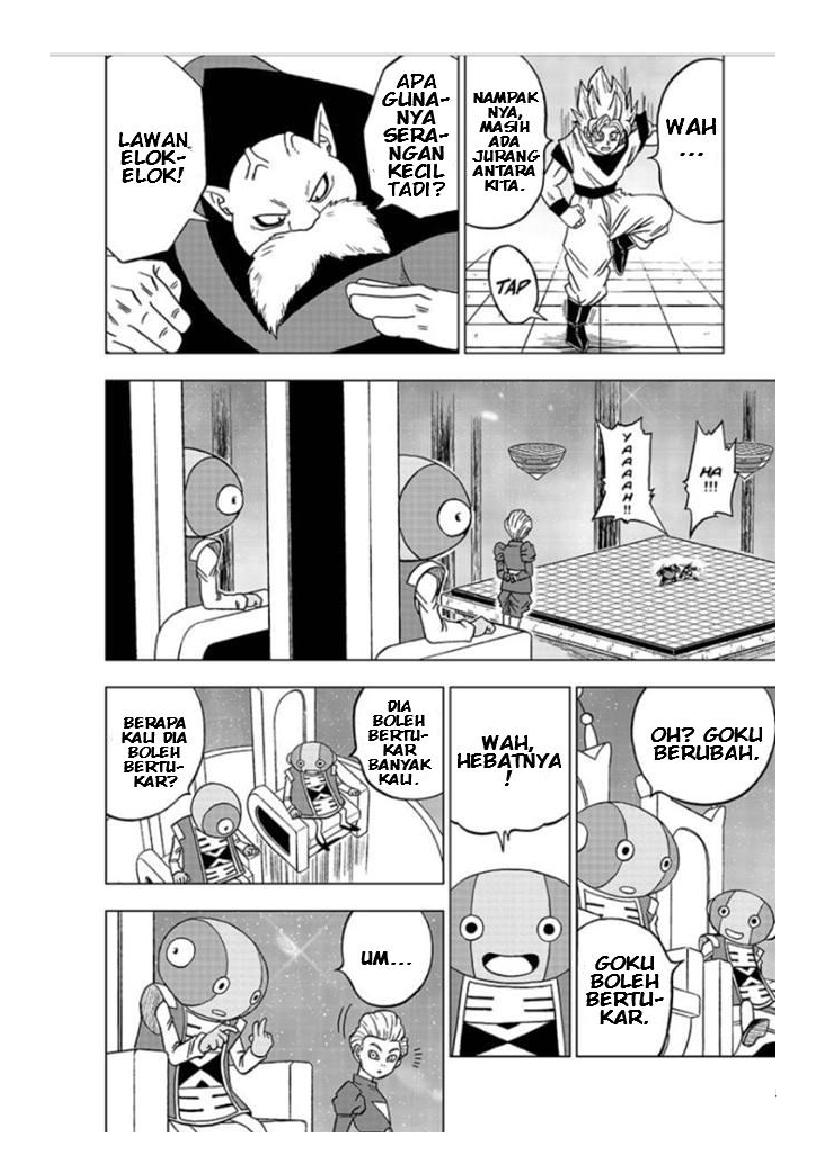 WAH
...
NAMPAK
NYA,
MASIH
ADA
JURANG
ANTARA
KITA.
TAP
APA
GUNA-
NYA
SERA-
NGAN
KECIL
TADI?
LAWAN
ELOK-
ELOK!
HA
!!!
YAAAAH!!
OH? GOKU
BERUBAH.
GOKU
BOLEH
BERTU-
KAR.
WAH,
HEBATNYA
!
DIA
BOLEH
BERTU-
KAR
BANYAK
KALI.
BERAPA
KALI DIA
BOLEH
BERTU-
KAR?
UM...